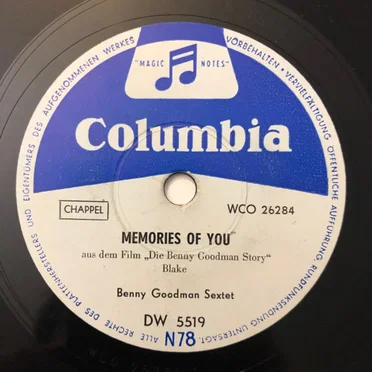 "MAGIC NOTES"
Columbia
CHAPPEL
WCO 26284
MEMORIES OF YOU
aus dem Film „Die Benny Goodman Story“
Blake
Benny Goodman Sextet
DW 5519
N78
ALLE RECHTE DES PLATTENHERSTELLERS UND EIGENTÜMERS DES AUFGENOMMENEN WERKES VORBEHALTEN · VERVIELFÄLTIGUNG ÖFFENTLICHE AUFFÜHRUNG RUNDFUNKSENDUNG UNTERSAGT.